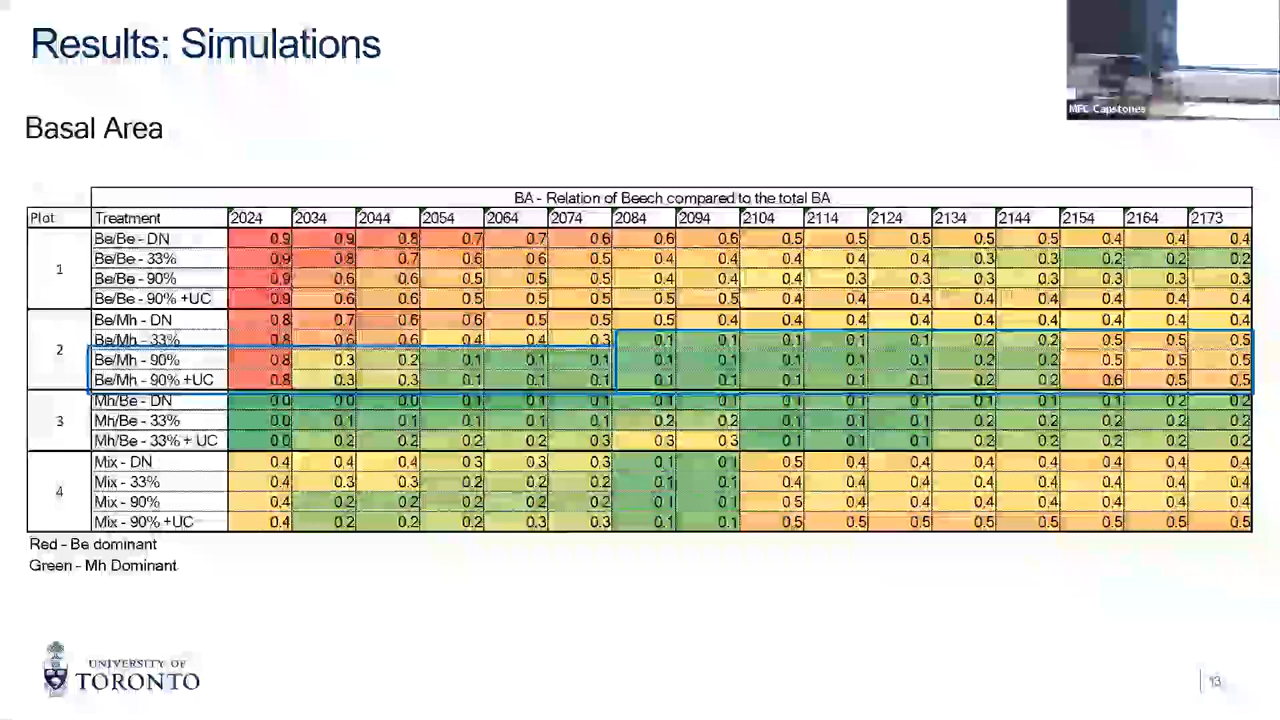 Results: Simulations
MFC Capstones
Basal Area
BA - Relation of Beech compared to the total BA
Plot Treatment 2024 2034 2044 2054 2064 2074 2084 2094 2104 2114 2124 2134 2144 2154 2164 2173
1
Be/Be - DN 0.9 0.9 0.8 0.7 0.7 0.6 0.6 0.6 0.5 0.5 0.5 0.5 0.5 0.4 0.4 0.4
Be/Be - 33% 0.9 0.8 0.7 0.6 0.6 0.5 0.4 0.4 0.4 0.4 0.4 0.3 0.3 0.2 0.2 0.2
Be/Be - 90% 0.9 0.6 0.6 0.5 0.5 0.5 0.4 0.4 0.4 0.3 0.3 0.3 0.3 0.3 0.3 0.3
Be/Be - 90% +UC 0.9 0.6 0.6 0.5 0.5 0.5 0.5 0.5 0.4 0.4 0.4 0.4 0.4 0.4 0.4 0.4
2
Be/Mh - DN 0.8 0.7 0.6 0.6 0.5 0.5 0.5 0.4 0.4 0.4 0.4 0.4 0.4 0.4 0.4 0.4
Be/Mh - 33% 0.8 0.6 0.6 0.4 0.4 0.3 0.1 0.1 0.1 0.1 0.1 0.2 0.2 0.5 0.5 0.5
Be/Mh - 90% 0.8 0.3 0.2 0.1 0.1 0.1 0.1 0.1 0.1 0.1 0.1 0.2 0.2 0.5 0.5 0.5
Be/Mh - 90% +UC 0.8 0.3 0.3 0.1 0.1 0.1 0.1 0.1 0.1 0.1 0.1 0.2 0.2 0.6 0.5 0.5
3
Mh/Be - DN 0.0 0.0 0.0 0.1 0.1 0.1 0.1 0.1 0.1 0.1 0.1 0.1 0.1 0.1 0.2 0.2
Mh/Be - 33% 0.0 0.1 0.1 0.1 0.1 0.1 0.2 0.2 0.1 0.1 0.1 0.2 0.2 0.2 0.2 0.2
Mh/Be - 33% + UC 0.0 0.2 0.2 0.2 0.2 0.3 0.3 0.3 0.1 0.1 0.1 0.2 0.2 0.2 0.2 0.2
4
Mix - DN 0.4 0.4 0.4 0.3 0.3 0.3 0.1 0.1 0.5 0.4 0.4 0.4 0.4 0.4 0.4 0.4
Mix - 33% 0.4 0.3 0.3 0.2 0.2 0.2 0.1 0.1 0.4 0.4 0.4 0.4 0.4 0.4 0.4 0.4
Mix - 90% 0.4 0.2 0.2 0.2 0.2 0.2 0.1 0.1 0.5 0.4 0.4 0.4 0.4 0.4 0.4 0.4
Mix - 90% +UC 0.4 0.2 0.2 0.2 0.3 0.3 0.1 0.1 0.5 0.5 0.5 0.5 0.5 0.5 0.5 0.5
Red - Be dominant
Green - Mh Dominant
UNIVERSITY OF
TORONTO
13